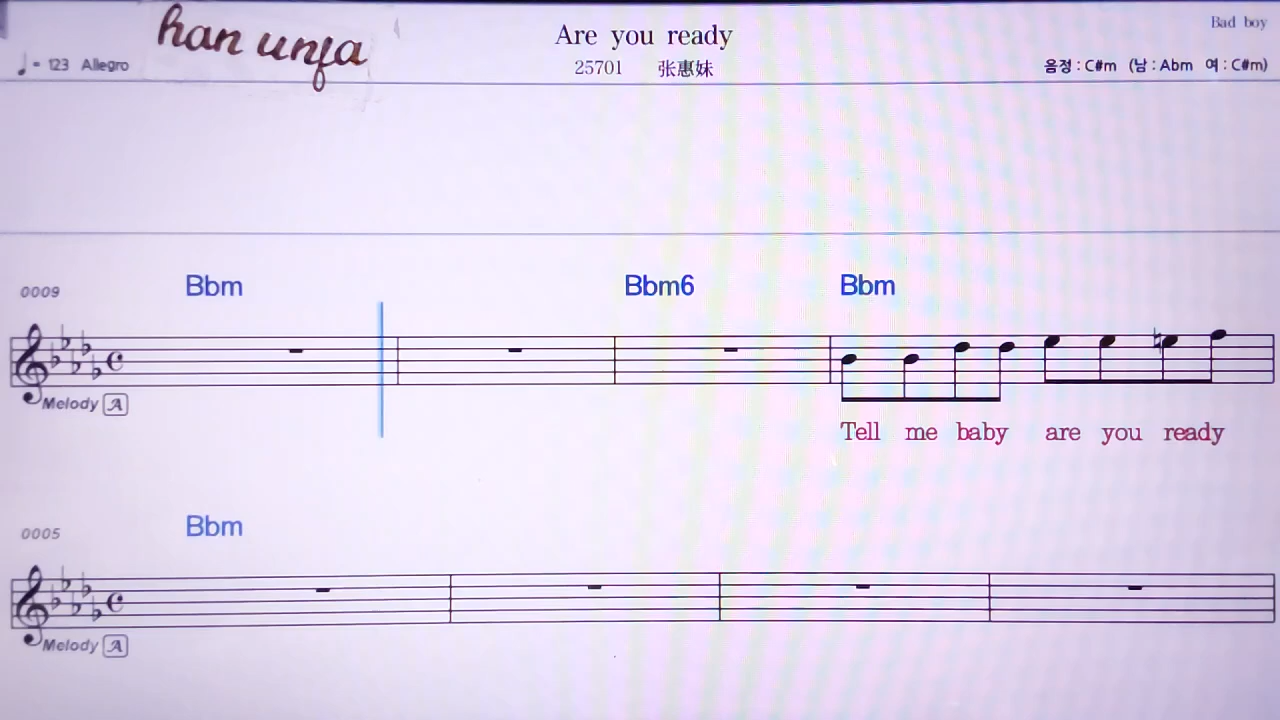 han unfa
Are you ready
Bad boy
♩= 123 Allegro
25701 张惠妹
음정 : C#m (남 : Abm 여 : C#m)
0009
Bbm
Bbm6
Bbm
Melody A
Tell me baby are you ready
0005
Bbm
Melody A